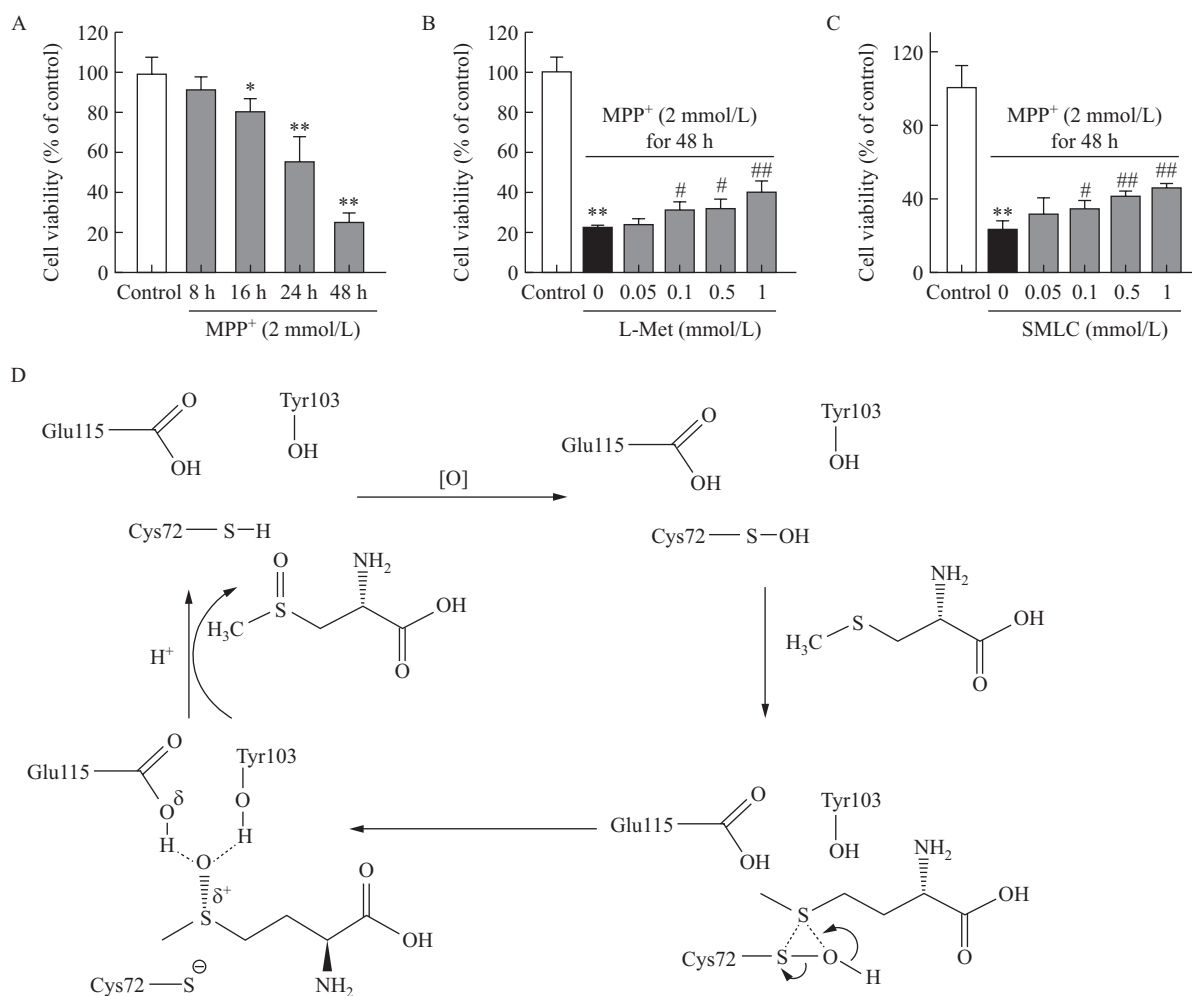 A
Cell viability (% of control)
120
100
80
60
40
20
0
*
**
**
Control 8 h 16 h 24 h 48 h
MPP⁺ (2 mmol/L)
B
Cell viability (% of control)
120
100
80
60
40
20
0
MPP⁺ (2 mmol/L)
for 48 h
** # # ##
Control 0 0.05 0.1 0.5 1
L-Met (mmol/L)
C
Cell viability (% of control)
120
80
40
0
MPP⁺ (2 mmol/L)
for 48 h
** # ## ##
Control 0 0.05 0.1 0.5 1
SMLC (mmol/L)
D
Glu115
O
OH
Tyr103
OH
Cys72 S H
O
S
H₃C
NH₂
OH
O
[O]
Glu115
O
OH
Tyr103
OH
Cys72 S OH
H₃C
S
NH₂
OH
O
Glu115
O
OH
Tyr103
OH
NH₂
OH
O
S
Cys72 S O
H
Glu115
O
O
δ
H
Tyr103
O
H
O
δ⁺
S
O
OH
NH₂
Cys72 S
⊖
H⁺